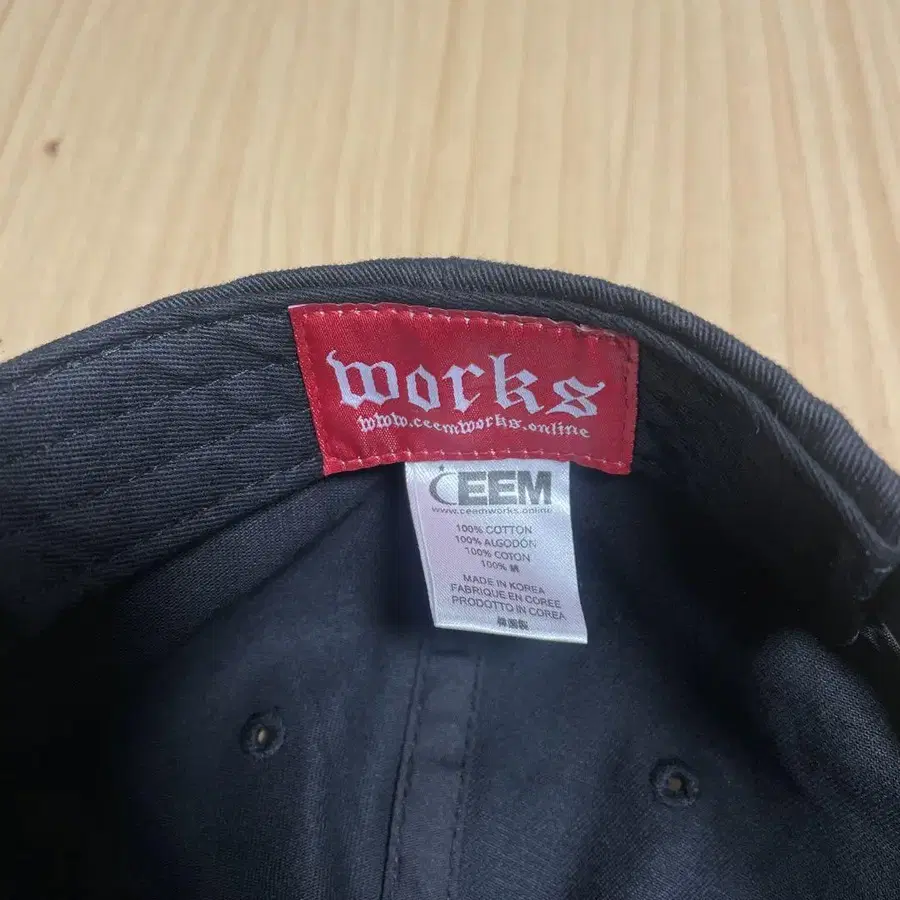 works
www.ceemworks.online
CEEM
www.ceemworks.online
100% COTTON
100% ALGODÓN
100% COTON
100% 綿
MADE IN KOREA
FABRIQUE EN COREE
PRODOTTO IN COREA
韓国製